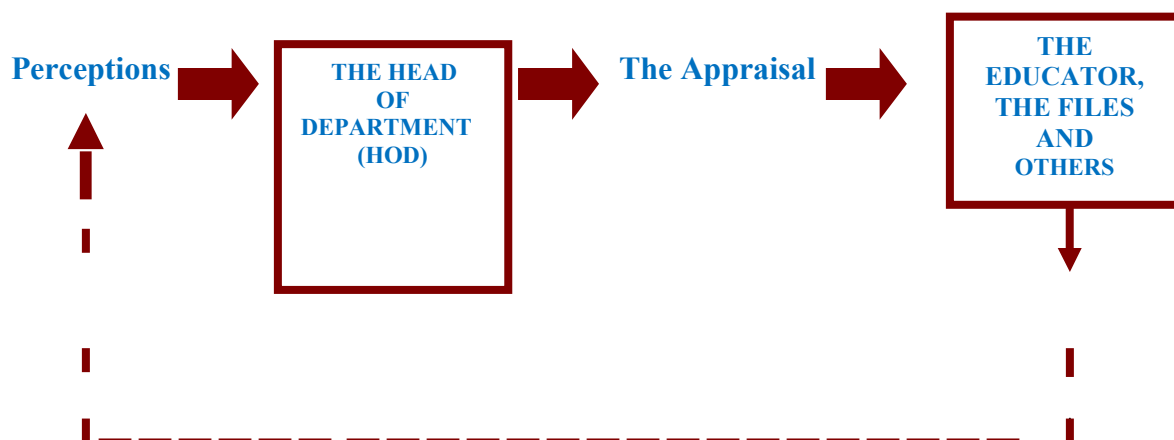 Perceptions
THE HEAD
OF
DEPARTMENT
(HOD)
The Appraisal
THE
EDUCATOR,
THE FILES
AND
OTHERS